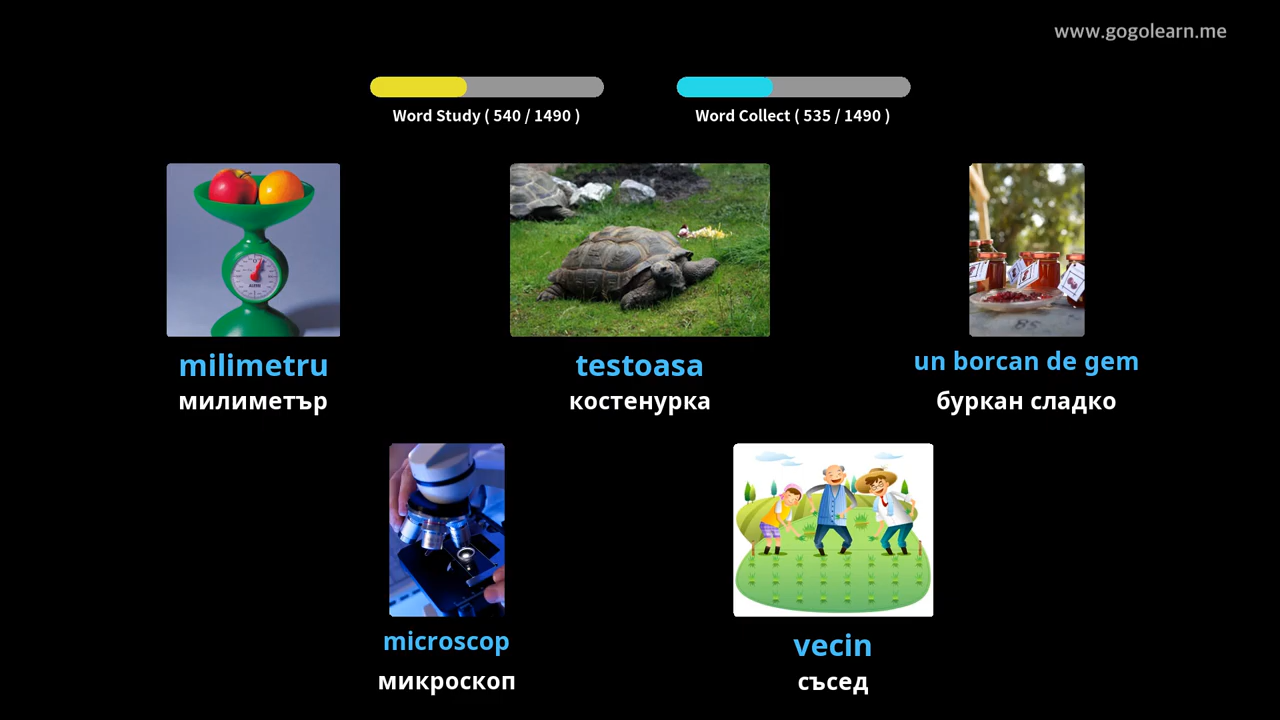 www.gogolearn.me
Word Study ( 540 / 1490 )
Word Collect ( 535 / 1490 )
milimetru
милиметър
testoasa
костенурка
un borcan de gem
буркан сладко
microscop
микроскоп
vecin
съсед